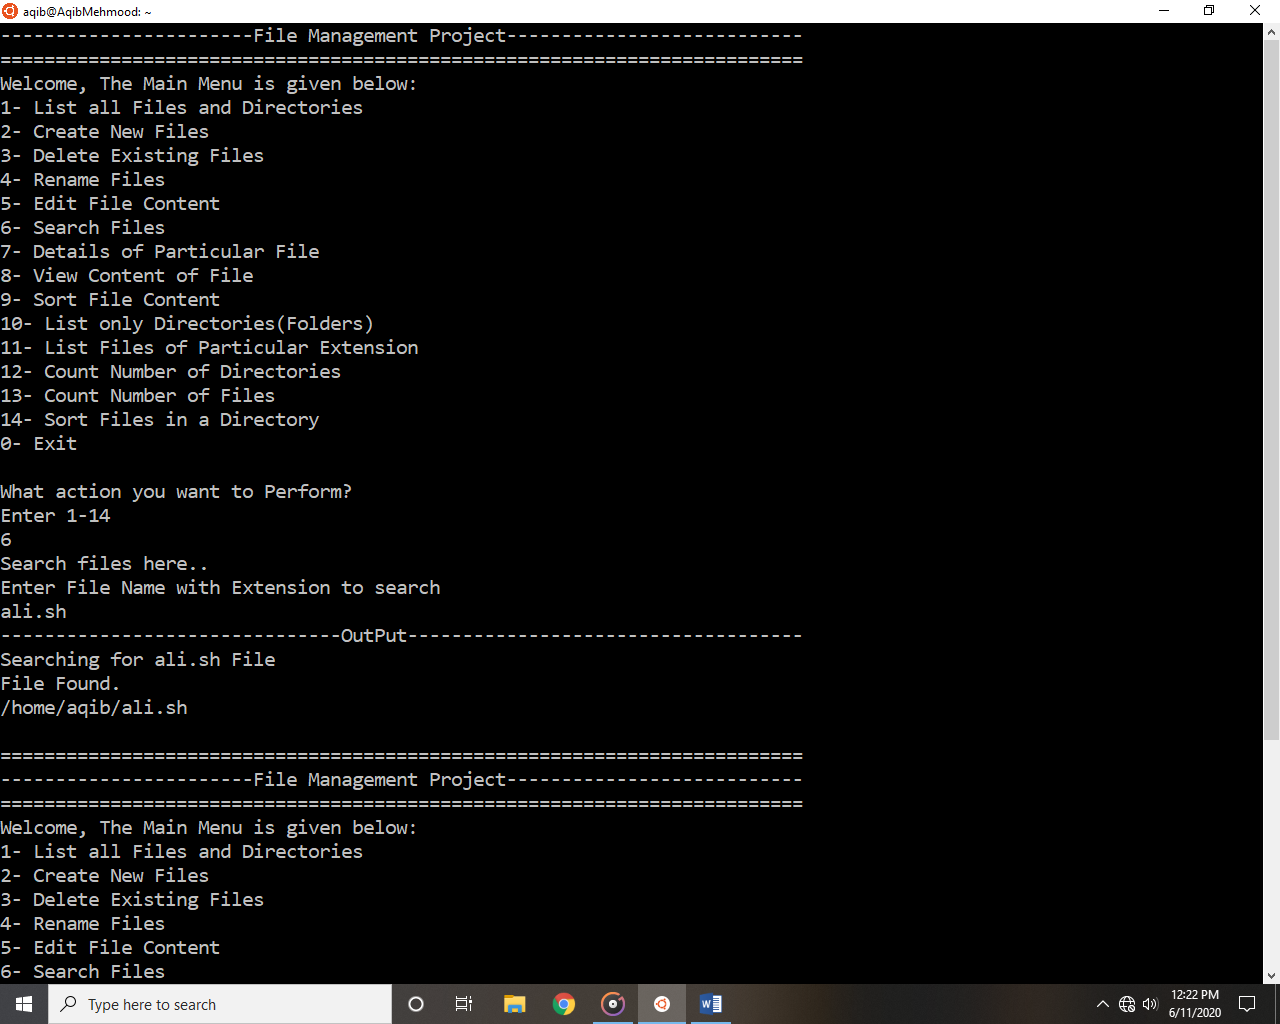 aqib@AqibMehmood: ~
-----------------------File Management Project---------------------------
=========================================================================
Welcome, The Main Menu is given below:
1- List all Files and Directories
2- Create New Files
3- Delete Existing Files
4- Rename Files
5- Edit File Content
6- Search Files
7- Details of Particular File
8- View Content of File
9- Sort File Content
10- List only Directories(Folders)
11- List Files of Particular Extension
12- Count Number of Directories
13- Count Number of Files
14- Sort Files in a Directory
0- Exit
What action you want to Perform?
Enter 1-14
6
Search files here..
Enter File Name with Extension to search
ali.sh
-------------------------------OutPut------------------------------------
Searching for ali.sh File
File Found.
/home/aqib/ali.sh
=========================================================================
-----------------------File Management Project---------------------------
=========================================================================
Welcome, The Main Menu is given below:
1- List all Files and Directories
2- Create New Files
3- Delete Existing Files
4- Rename Files
5- Edit File Content
6- Search Files
Type here to search
12:22 PM
6/11/2020